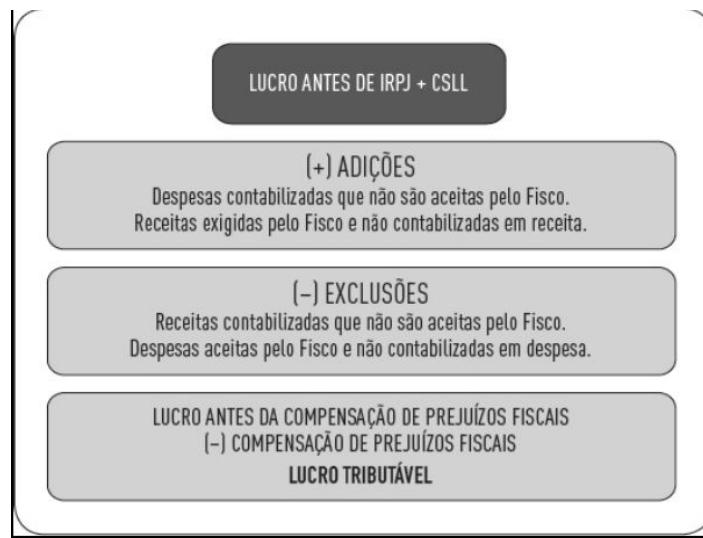 LUCRO ANTES DE IRPJ + CSLL
(+) ADIÇÕES
Despesas contabilizadas que não são aceitas pelo Fisco.
Receitas exigidas pelo Fisco e não contabilizadas em receita.
(–) EXCLUSÕES
Receitas contabilizadas que não são aceitas pelo Fisco.
Despesas aceitas pelo Fisco e não contabilizadas em despesa.
LUCRO ANTES DA COMPENSAÇÃO DE PREJUÍZOS FISCAIS
(–) COMPENSAÇÃO DE PREJUÍZOS FISCAIS
LUCRO TRIBUTÁVEL